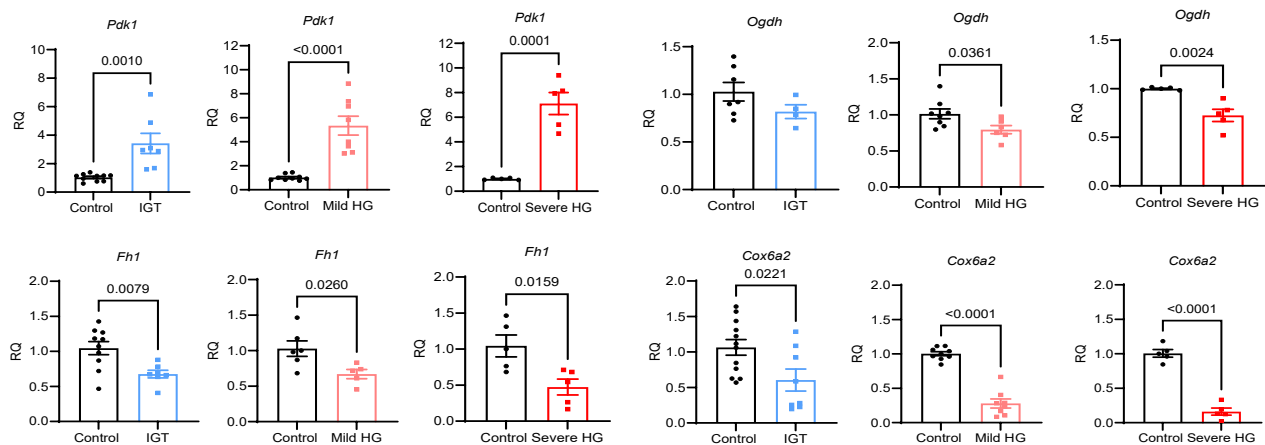 Pdk1
10
8
6
4
2
0
RQ
0.0010
Control
IGT
Pdk1
12
10
8
6
4
2
0
RQ
<0.0001
Control
Mild HG
Pdk1
12
10
8
6
4
2
0
RQ
0.0001
Control
Severe HG
Ogdh
1.5
1.0
0.5
0.0
RQ
Control
IGT
Ogdh
2.0
1.5
1.0
0.5
0.0
RQ
0.0361
Control
Mild HG
Ogdh
1.5
1.0
0.5
0.0
RQ
0.0024
Control
Severe HG
Fh1
2.0
1.5
1.0
0.5
0.0
RQ
0.0079
Control
IGT
Fh1
2.0
1.5
1.0
0.5
0.0
RQ
0.0260
Control
Mild HG
Fh1
2.0
1.5
1.0
0.5
0.0
RQ
0.0159
Control
Severe HG
Cox6a2
2.0
1.5
1.0
0.5
0.0
RQ
0.0221
Control
IGT
Cox6a2
2.0
1.5
1.0
0.5
0.0
RQ
<0.0001
Control
Mild HG
Cox6a2
2.0
1.5
1.0
0.5
0.0
RQ
<0.0001
Control
Severe HG